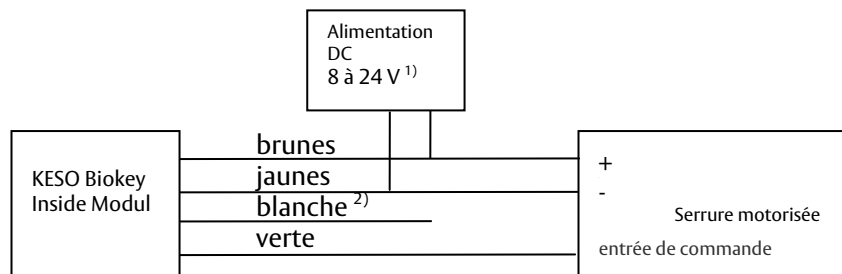 Alimentation
DC
8 à 24 V 1)
brunes
jaunes
blanche 2)
verte
KESO Biokey
Inside Modul
+
-
Serrure motorisée
entrée de commande